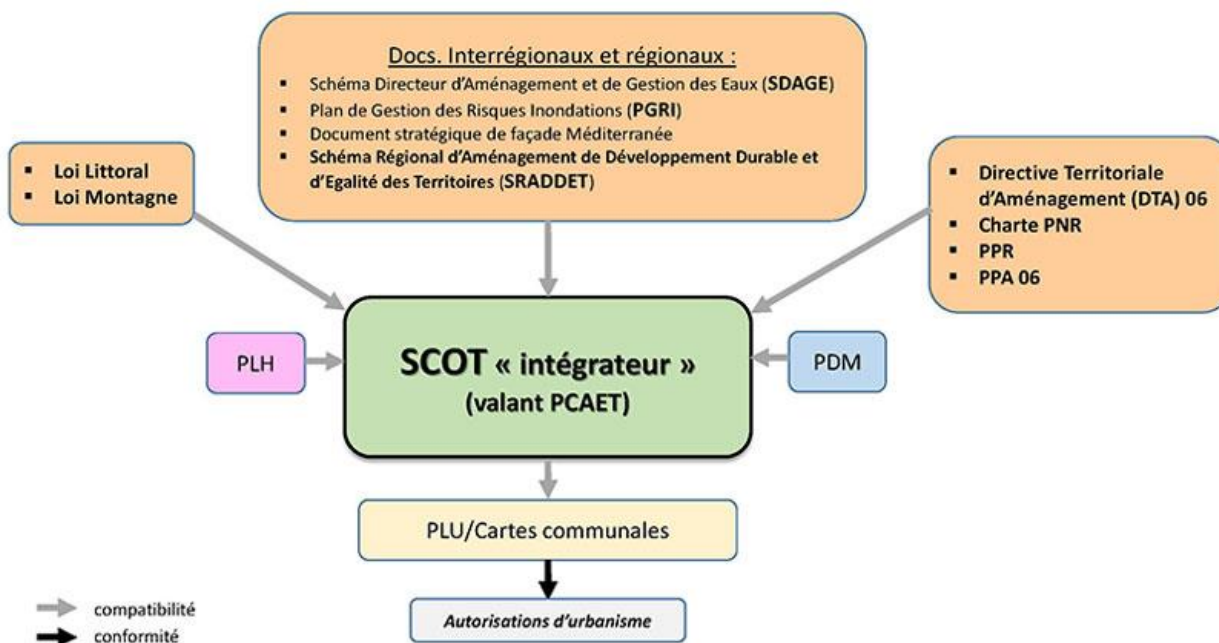 Docs. Interrégionaux et régionaux :
▪ Schéma Directeur d’Aménagement et de Gestion des Eaux (SDAGE)
▪ Plan de Gestion des Risques Inondations (PGRI)
▪ Document stratégique de façade Méditerranée
▪ Schéma Régional d’Aménagement de Développement Durable et
d’Egalité des Territoires (SRADDET)
▪ Loi Littoral
▪ Loi Montagne
▪ Directive Territoriale
d’Aménagement (DTA) 06
▪ Charte PNR
▪ PPR
▪ PPA 06
PLH
SCOT « intégrateur »
(valant PCAET)
PDM
PLU/Cartes communales
Autorisations d’urbanisme
compatibilité
conformité